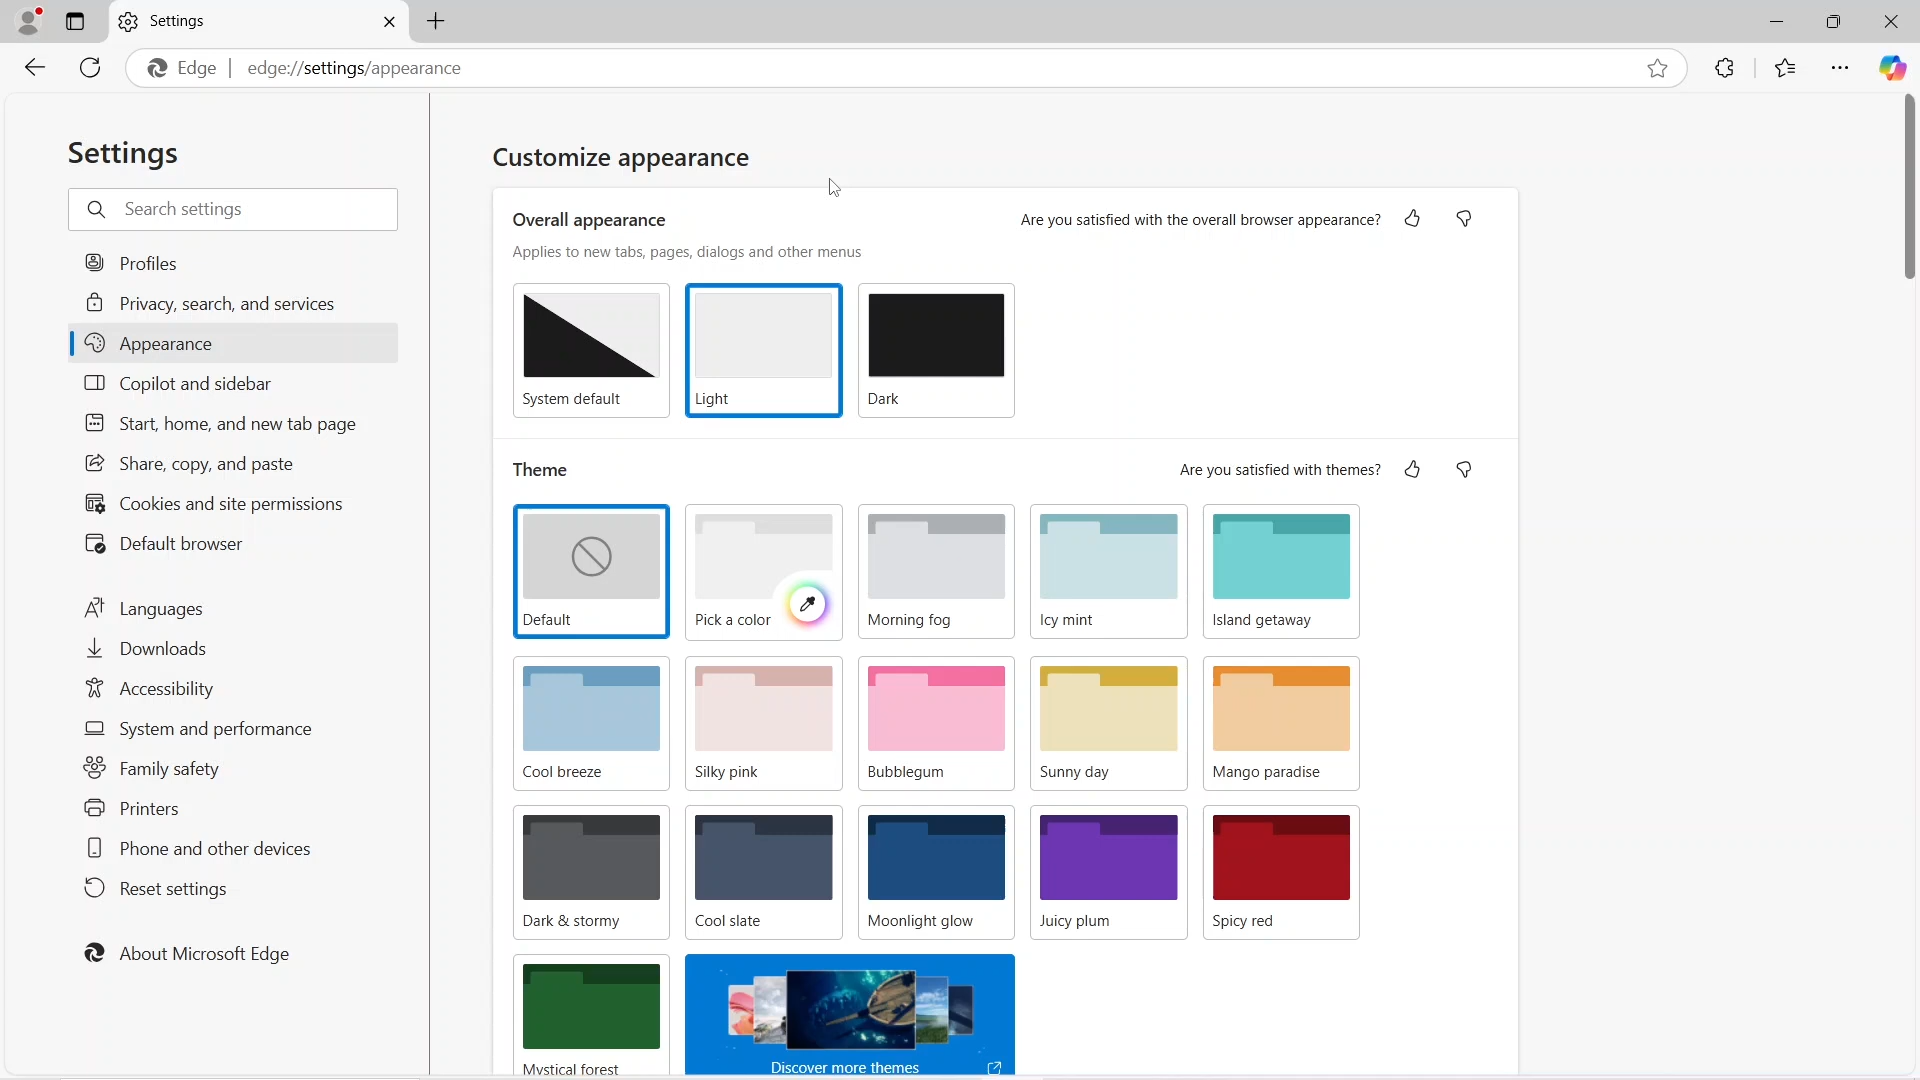 Settings
Edge
edge://settings/appearance
Settings
Search settings
Profiles
Privacy, search, and services
Appearance
Copilot and sidebar
Start, home, and new tab page
Share, copy, and paste
Cookies and site permissions
Default browser
Languages
Downloads
Accessibility
System and performance
Family safety
Printers
Phone and other devices
Reset settings
About Microsoft Edge
Customize appearance
Overall appearance
Are you satisfied with the overall browser appearance?
Applies to new tabs, pages, dialogs and other menus
System default
Light
Dark
Theme
Are you satisfied with themes?
Default
Pick a color
Morning fog
Icy mint
Island getaway
Cool breeze
Silky pink
Bubblegum
Sunny day
Mango paradise
Dark & stormy
Cool slate
Moonlight glow
Juicy plum
Spicy red
Mystical forest
Discover more themes